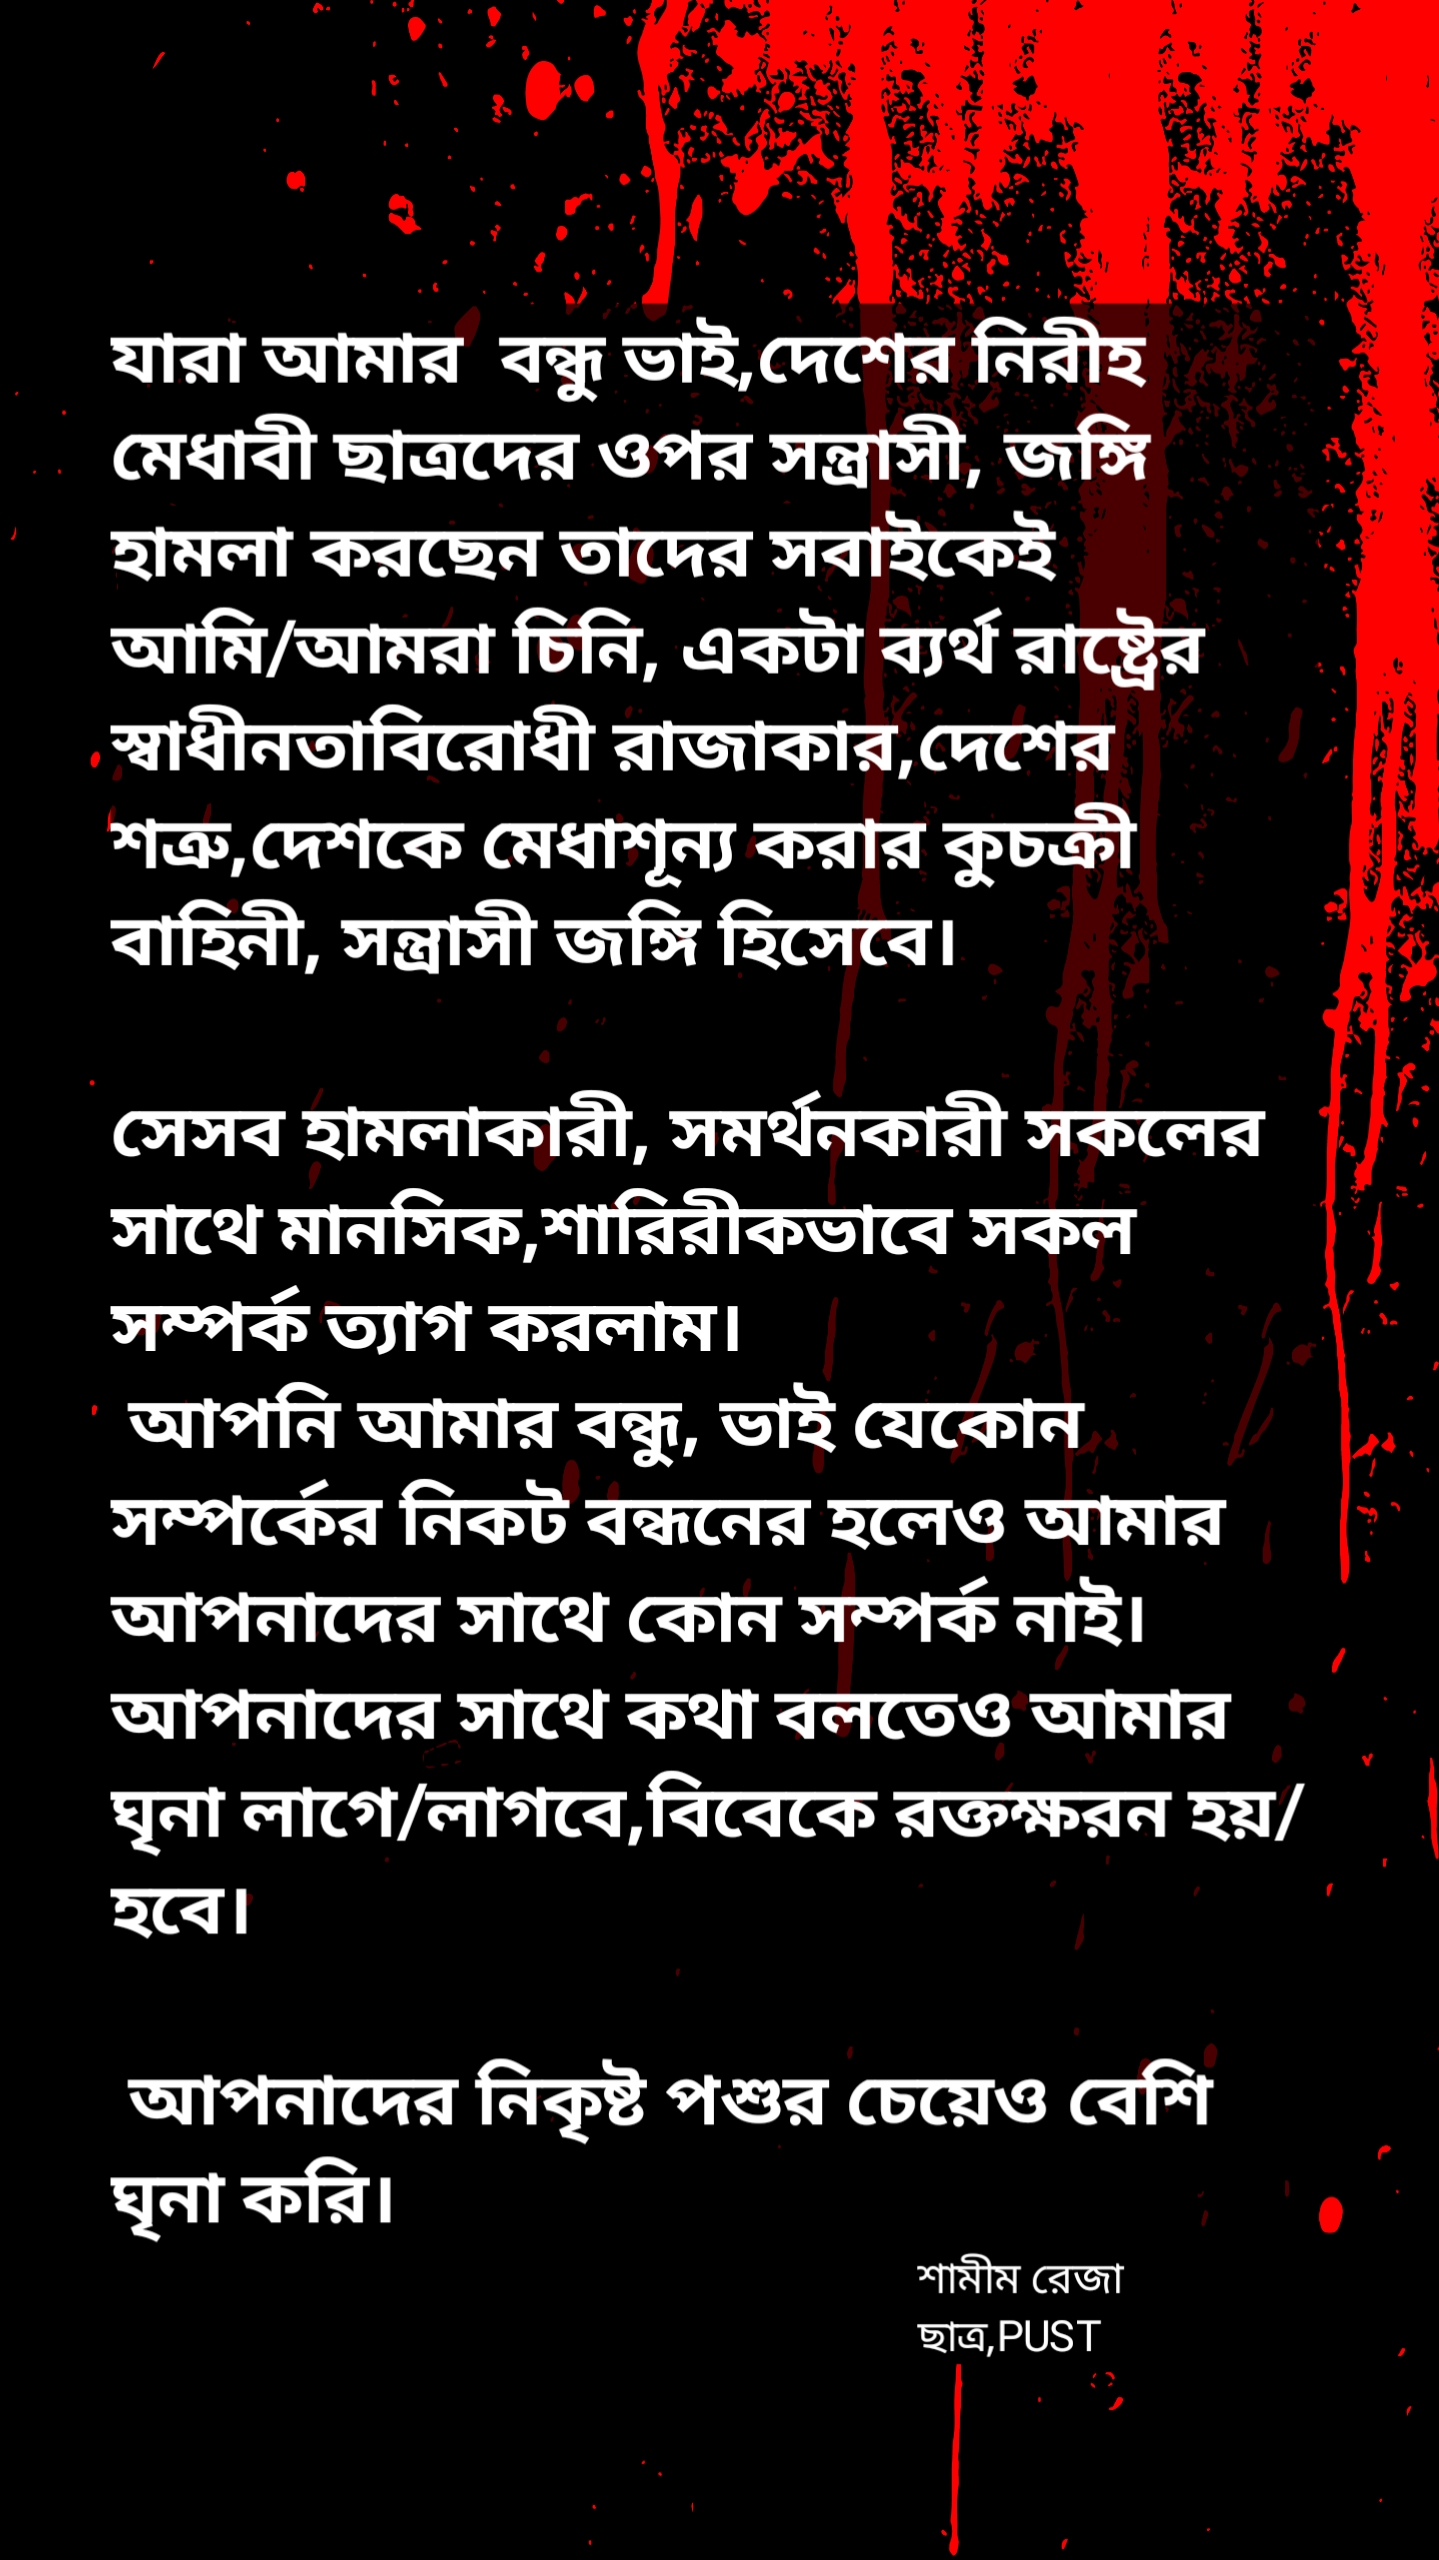 যারা আমার  বন্ধু ভাই,দেশের নিরীহ
মেধাবী ছাত্রদের ওপর সন্ত্রাসী, জঙ্গি
হামলা করছেন তাদের সবাইকেই
আমি/আমরা চিনি, একটা ব্যর্থ রাষ্ট্রের
স্বাধীনতাবিরোধী রাজাকার,দেশের
শত্রু,দেশকে মেধাশূন্য করার কুচক্রী
বাহিনী, সন্ত্রাসী জঙ্গি হিসেবে।
সেসব হামলাকারী, সমর্থনকারী সকলের
সাথে মানসিক,শারিরীকভাবে সকল
সম্পর্ক ত্যাগ করলাম।
আপনি আমার বন্ধু, ভাই যেকোন
সম্পর্কের নিকট বন্ধনের হলেও আমার
আপনাদের সাথে কোন সম্পর্ক নাই।
আপনাদের সাথে কথা বলতেও আমার
ঘৃনা লাগে/লাগবে,বিবেকে রক্তক্ষরন হয়/
হবে।
আপনাদের নিকৃষ্ট পশুর চেয়েও বেশি
ঘৃনা করি।
শামীম রেজা
ছাত্র,PUST